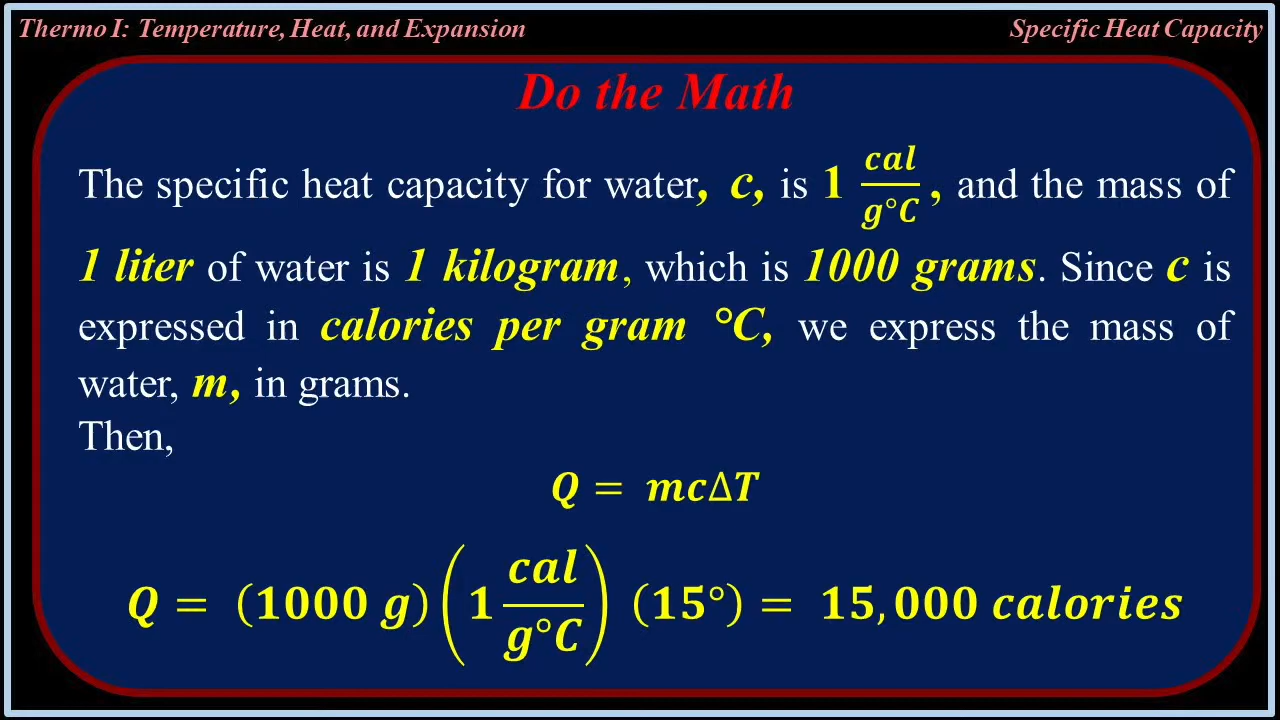 Thermo I: Temperature, Heat, and Expansion
Specific Heat Capacity
Do the Math
The specific heat capacity for water, c, is 1 cal/g°C, and the mass of
1 liter of water is 1 kilogram, which is 1000 grams. Since c is
expressed in calories per gram °C, we express the mass of
water, m, in grams.
Then,
Q = mcΔT
Q = (1000 g)(1 cal/g°C) (15°) = 15,000 calories